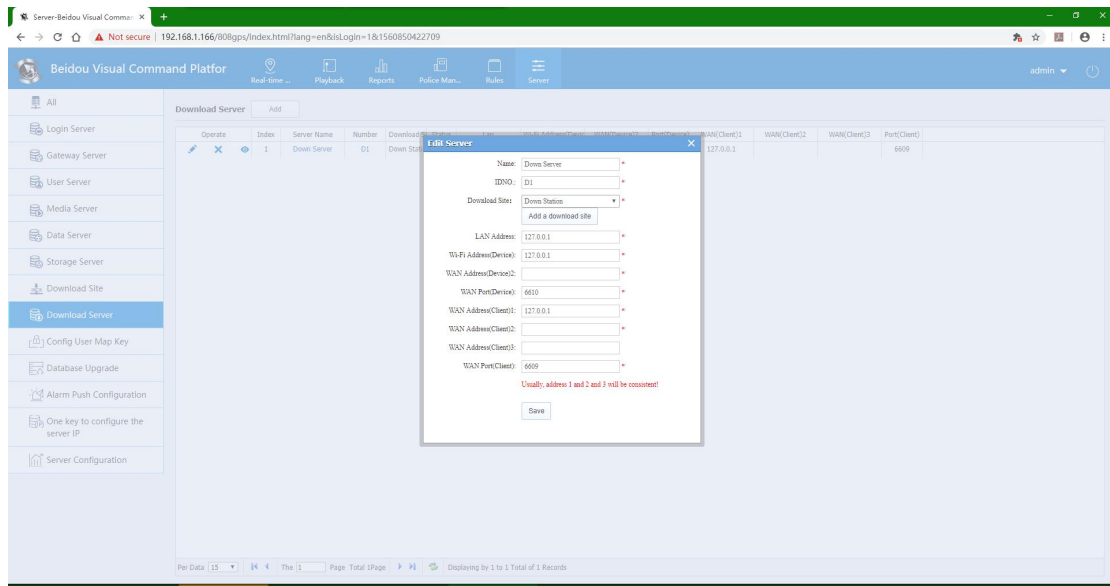 Server-Beidou Visual Comman
Not secure | 192.168.1.166/808gps/index.html?lang=en&isLogin=1&1560850422709
Beidou Visual Command Platfor
Real-time ... Playback Reports Police Man... Rules Server
admin
All
Login Server
Gateway Server
User Server
Media Server
Data Server
Storage Server
Download Site
Download Server
Config User Map Key
Database Upgrade
Alarm Push Configuration
One key to configure the
server IP
Server Configuration
Download Server Add
Operate Index Server Name Number Download WAN(Client)1 WAN(Client)2 WAN(Client)3 Port(Client)
1 Down Server D1 Down Stat 127.0.0.1 6609
Edit Server
Name: Down Server *
IDNO.: D1 *
Download Site: Down Station *
Add a download site
LAN Address: 127.0.0.1 *
Wi-Fi Address(Device): 127.0.0.1 *
WAN Address(Device)2: *
WAN Port(Device): 6610 *
WAN Address(Client)1: 127.0.0.1 *
WAN Address(Client)2: *
WAN Address(Client)3:
WAN Port(Client): 6609 *
Usually, address 1 and 2 and 3 will be consistent!
Save
Per Data 15 The 1 Page Total 1Page Displaying by 1 to 1 Total of 1 Records